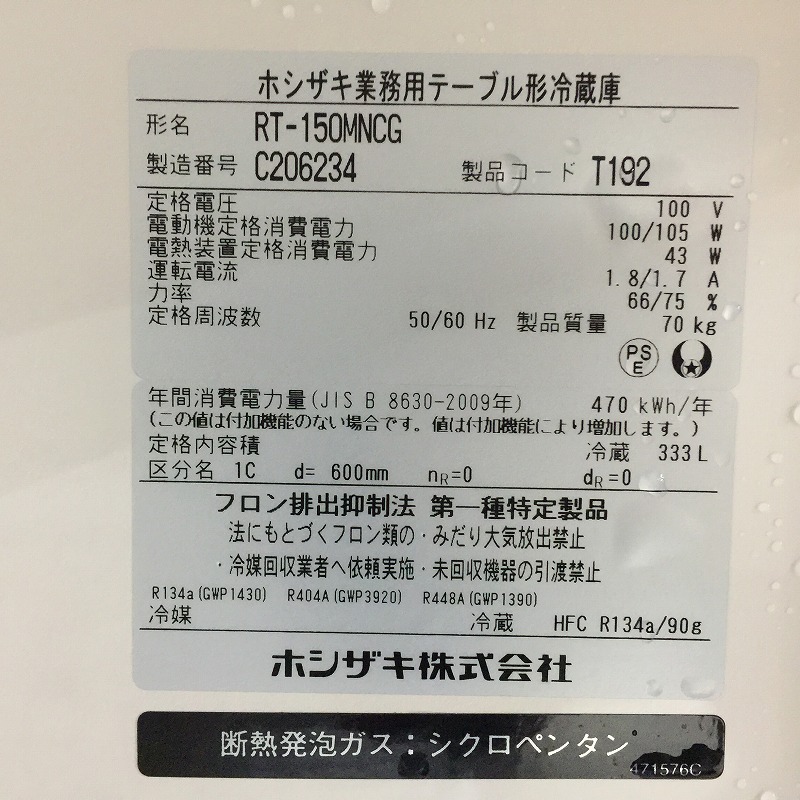 ホシザキ業務用テーブル形冷蔵庫
形名 RT-150MNCG
製造番号 C206234 製品コード T192
定格電圧 100 V
電動機定格消費電力 100/105 W
電熱装置定格消費電力 43 W
運転電流 1.8/1.7 A
力率 66/75 %
定格周波数 50/60 Hz 製品質量 70 kg
PS
E
年間消費電力量(JIS B 8630-2009年) 470 kWh/年
(この値は付加機能のない場合です。値は付加機能により増加します。)
定格内容積 冷蔵 333 L
区分名 1C d= 600mm nR=0 dR=0
フロン排出抑制法 第一種特定製品
法にもとづくフロン類の・みだり大気放出禁止
・冷媒回収業者へ依頼実施・未回収機器の引渡禁止
R134a(GWP1430) R404A(GWP3920) R448A(GWP1390)
冷媒 冷蔵 HFC R134a/90g
ホシザキ株式会社
断熱発泡ガス：シクロペンタン
471576C